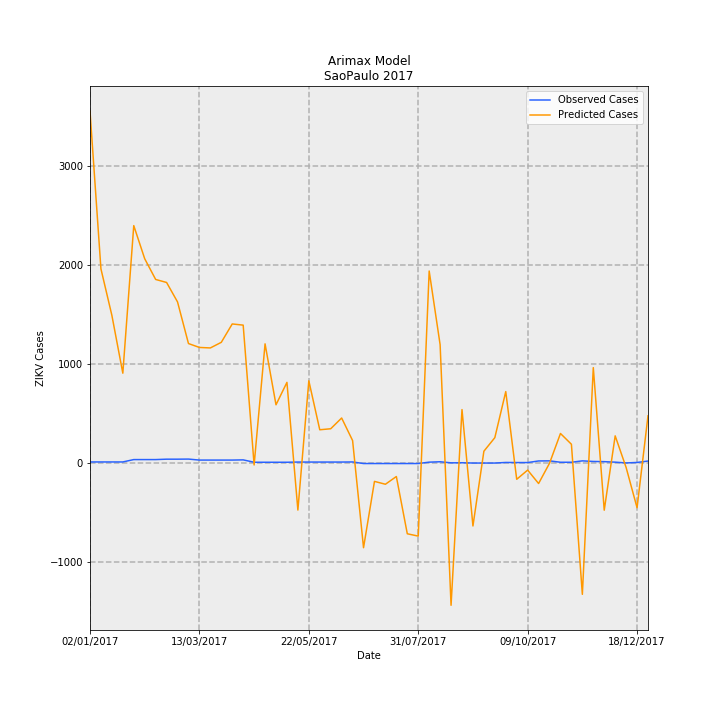 Arimax Model
SaoPaulo 2017
Observed Cases
Predicted Cases
ZIKV Cases
3000
2000
1000
0
−1000
02/01/2017
13/03/2017
22/05/2017
31/07/2017
09/10/2017
18/12/2017
Date